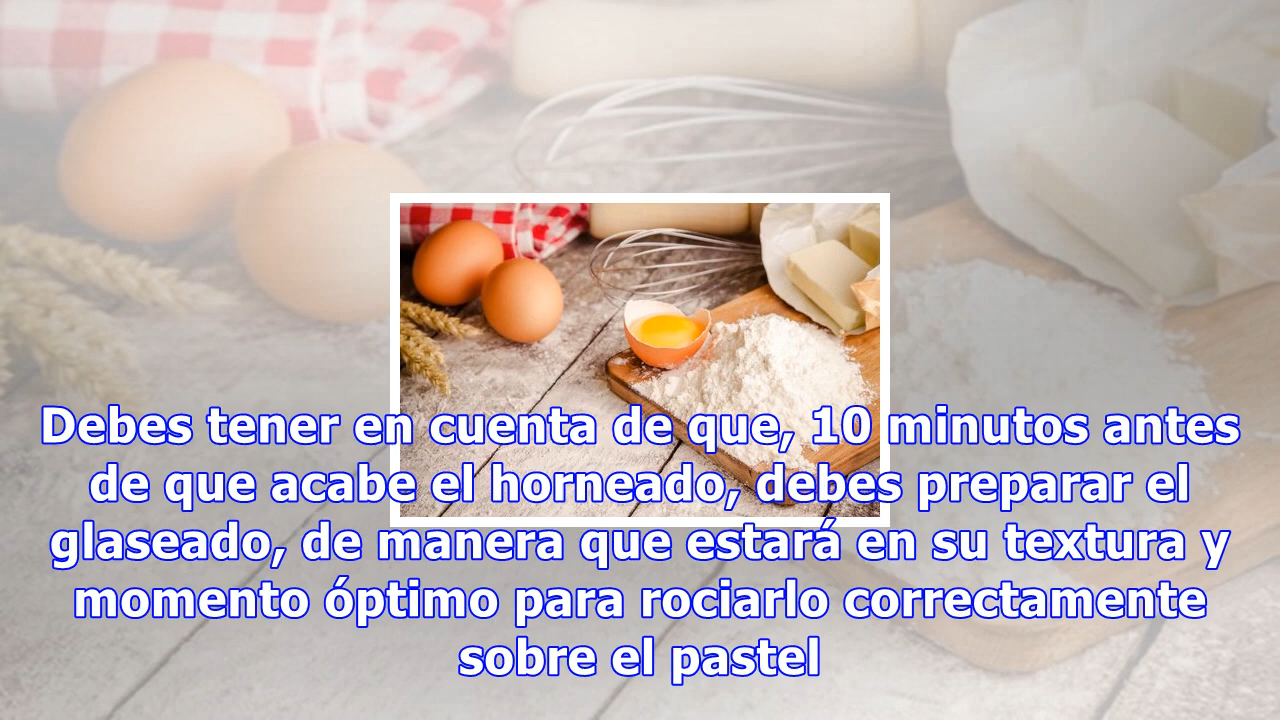 Debes tener en cuenta de que, 10 minutos antes
de que acabe el horneado, debes preparar el
glaseado, de manera que estará en su textura y
momento óptimo para rociarlo correctamente
sobre el pastel